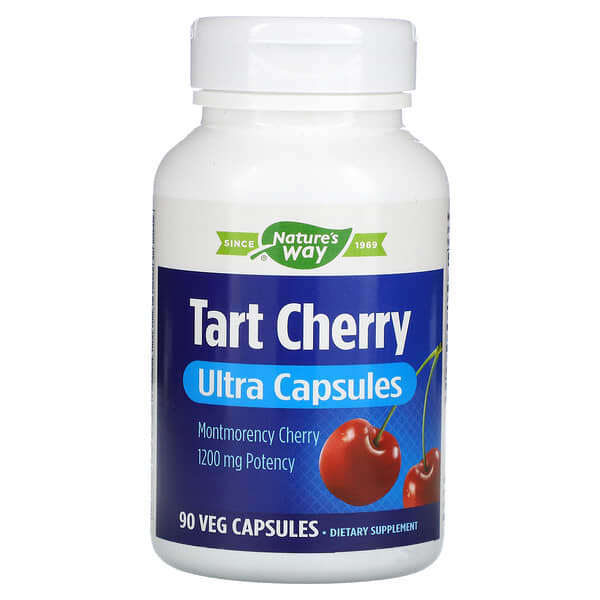 SINCE Nature's Way® 1969
Tart Cherry
Ultra Capsules
Montmorency Cherry
1200 mg Potency
90 VEG CAPSULES • DIETARY SUPPLEMENT